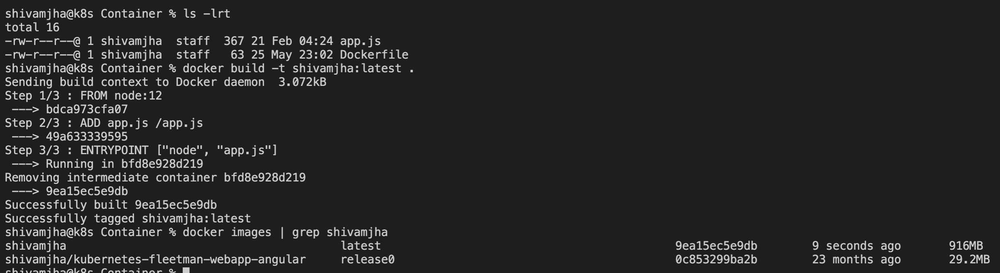 shivamjha@k8s Container % ls -lrt
total 16
-rw-r--r--@ 1 shivamjha  staff  367 21 Feb 04:24 app.js
-rw-r--r--@ 1 shivamjha  staff   63 25 May 23:02 Dockerfile
shivamjha@k8s Container % docker build -t shivamjha:latest .
Sending build context to Docker daemon  3.072kB
Step 1/3 : FROM node:12
 ---> bdca973cfa07
Step 2/3 : ADD app.js /app.js
 ---> 49a633339595
Step 3/3 : ENTRYPOINT ["node", "app.js"]
 ---> Running in bfd8e928d219
Removing intermediate container bfd8e928d219
 ---> 9ea15ec5e9db
Successfully built 9ea15ec5e9db
Successfully tagged shivamjha:latest
shivamjha@k8s Container % docker images | grep shivamjha
shivamjha                                        latest                                           9ea15ec5e9db        9 seconds ago       916MB
shivamjha/kubernetes-fleetman-webapp-angular     release0                                         0c853299ba2b        23 months ago       29.2MB
shivamjha@k8s Container %